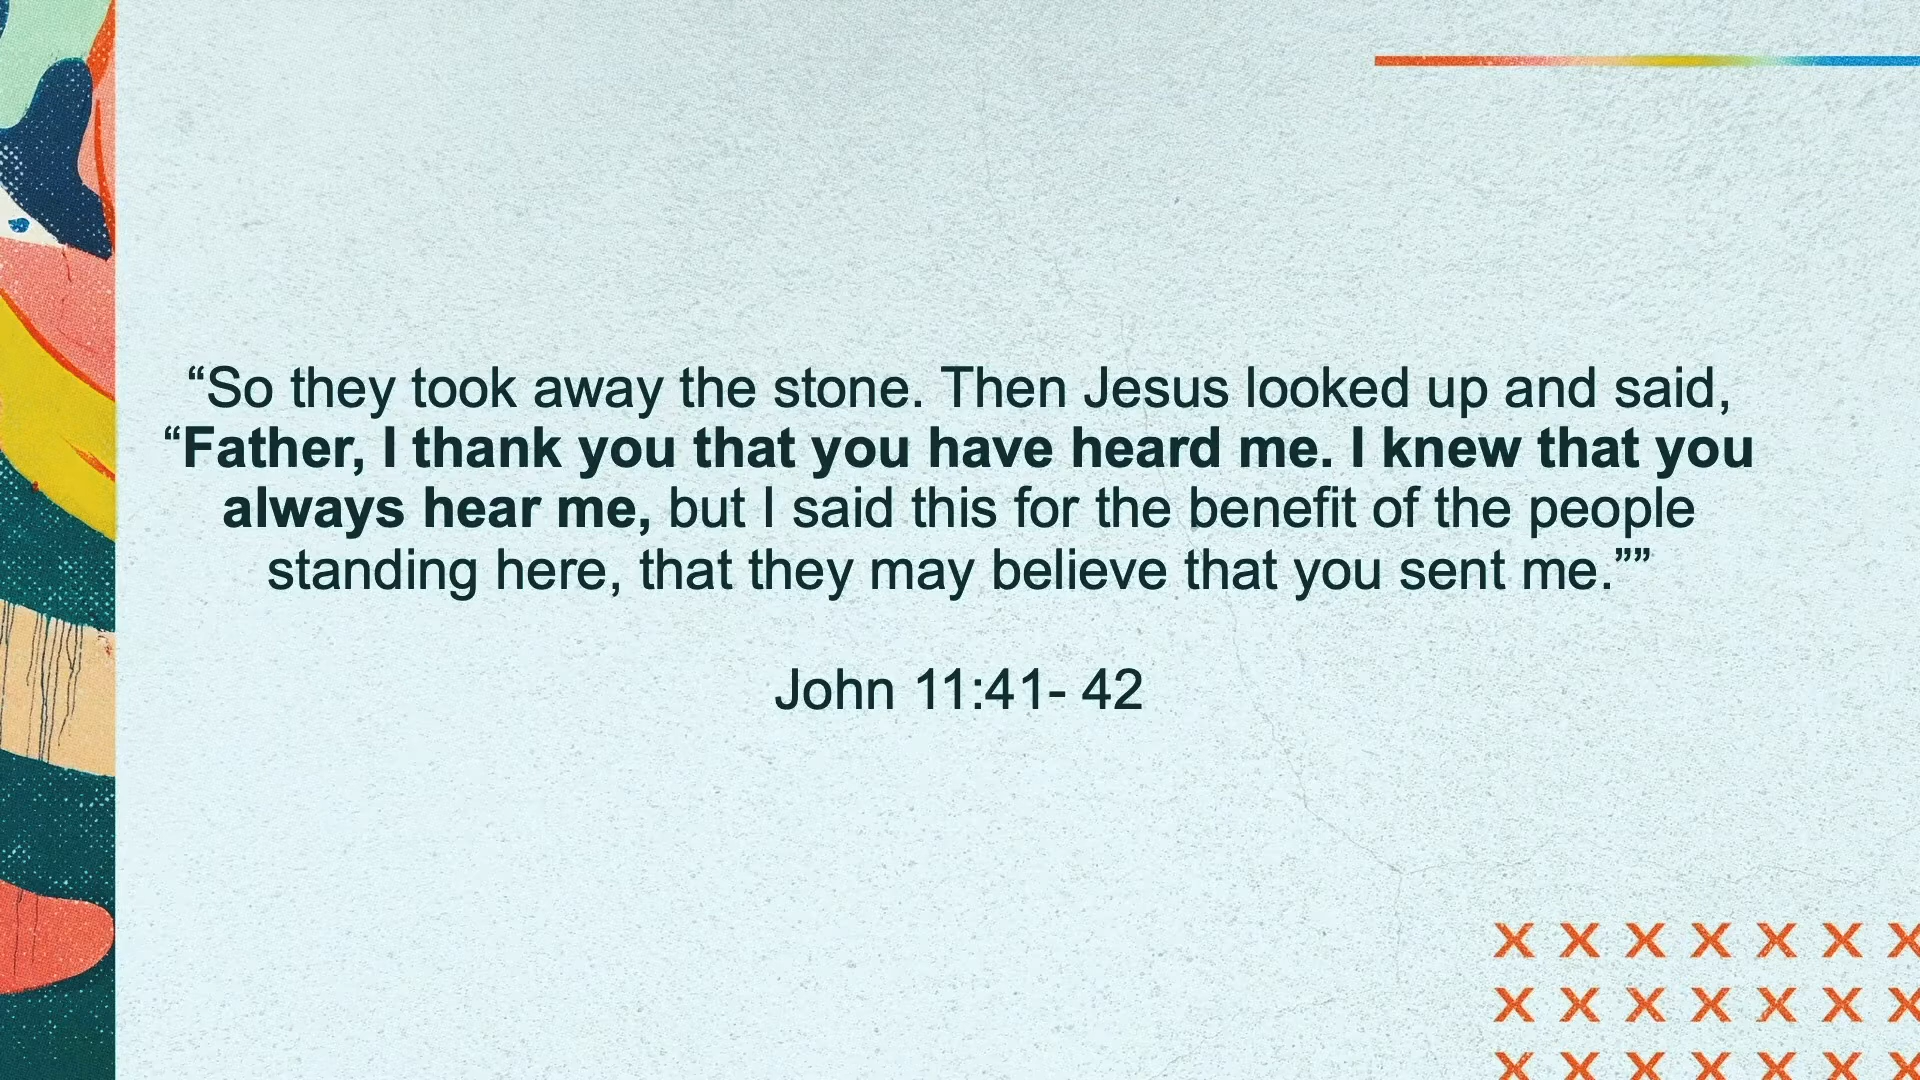 “So they took away the stone. Then Jesus looked up and said,
“Father, I thank you that you have heard me. I knew that you
always hear me, but I said this for the benefit of the people
standing here, that they may believe that you sent me.””
John 11:41- 42
X X X X X X X
X X X X X X X
X X X X X X X